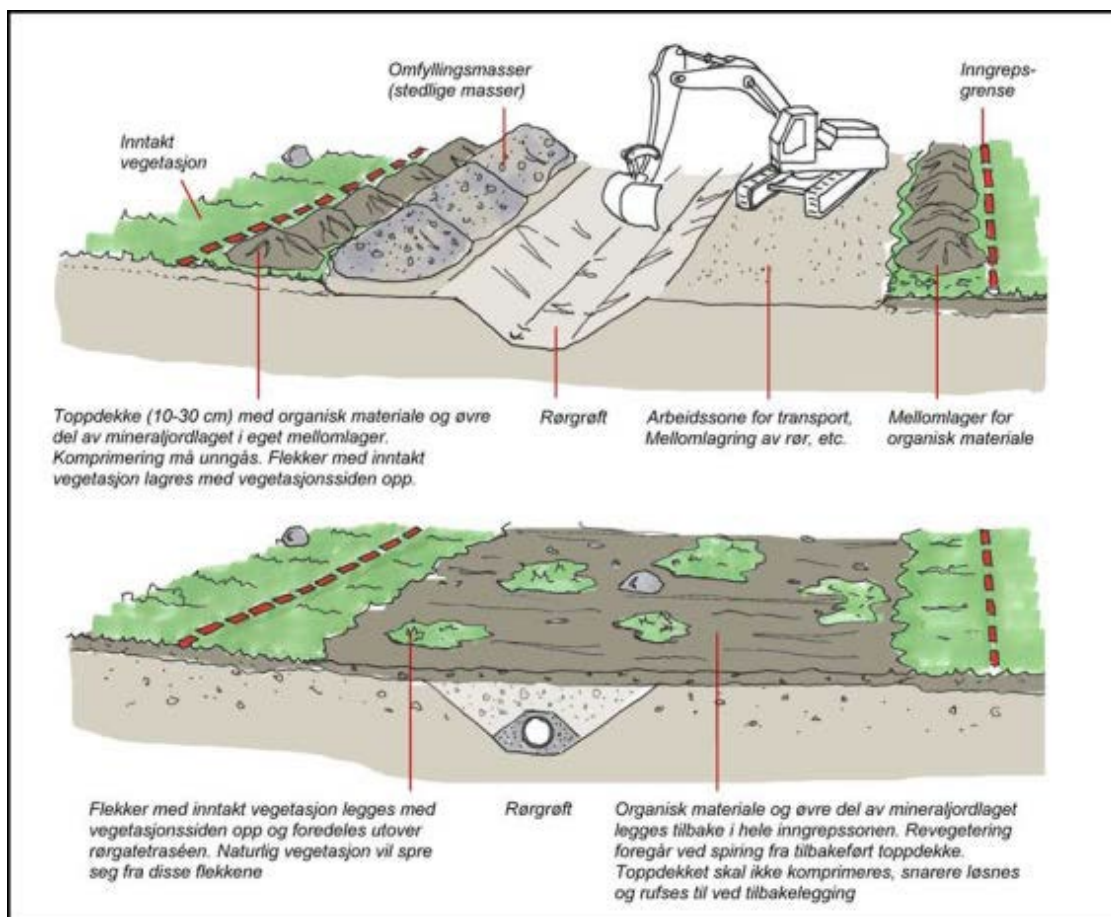 Omfyllingsmasser
(stedlige masser)
Inngreps-
grense
Inntakt
vegetasjon
Toppdekke (10-30 cm) med organisk materiale og øvre
del av mineraljordlaget i eget mellomlager.
Komprimering må unngås. Flekker med inntakt
vegetasjon lagres med vegetasjonssiden opp.
Rørgrøft
Arbeidssone for transport,
Mellomlagring av rør, etc.
Mellomlager for
organisk materiale
Flekker med inntakt vegetasjon legges med
vegetasjonssiden opp og foredeles utover
rørgatetraséen. Naturlig vegetasjon vil spre
seg fra disse flekkene
Rørgrøft
Organisk materiale og øvre del av mineraljordlaget
legges tilbake i hele inngrepssonen. Revegetering
foregår ved spiring fra tilbakeført toppdekke.
Toppdekket skal ikke komprimeres, snarere løsnes
og rufses til ved tilbakelegging